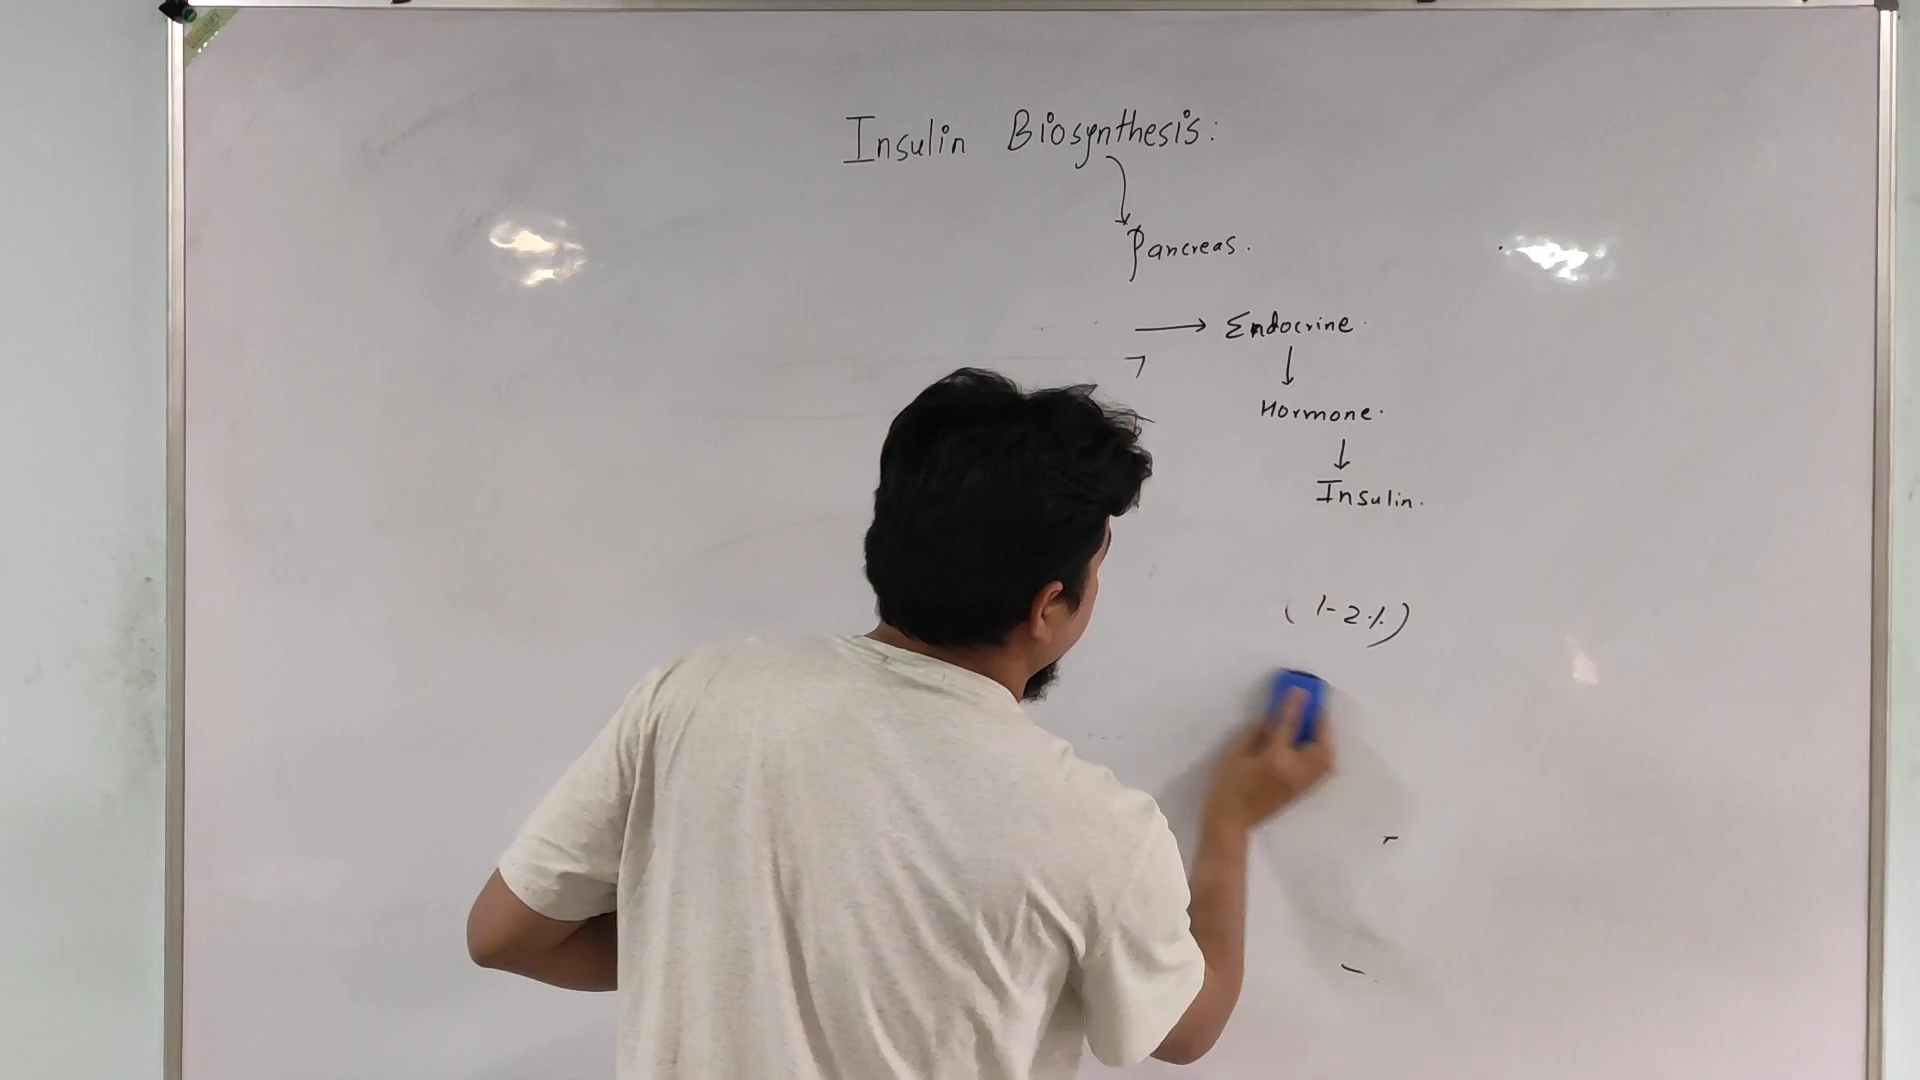 Insulin Biosynthesis:
Pancreas.
→ Endocrine.
↓
Hormone.
↓
Insulin.
(1-2%)